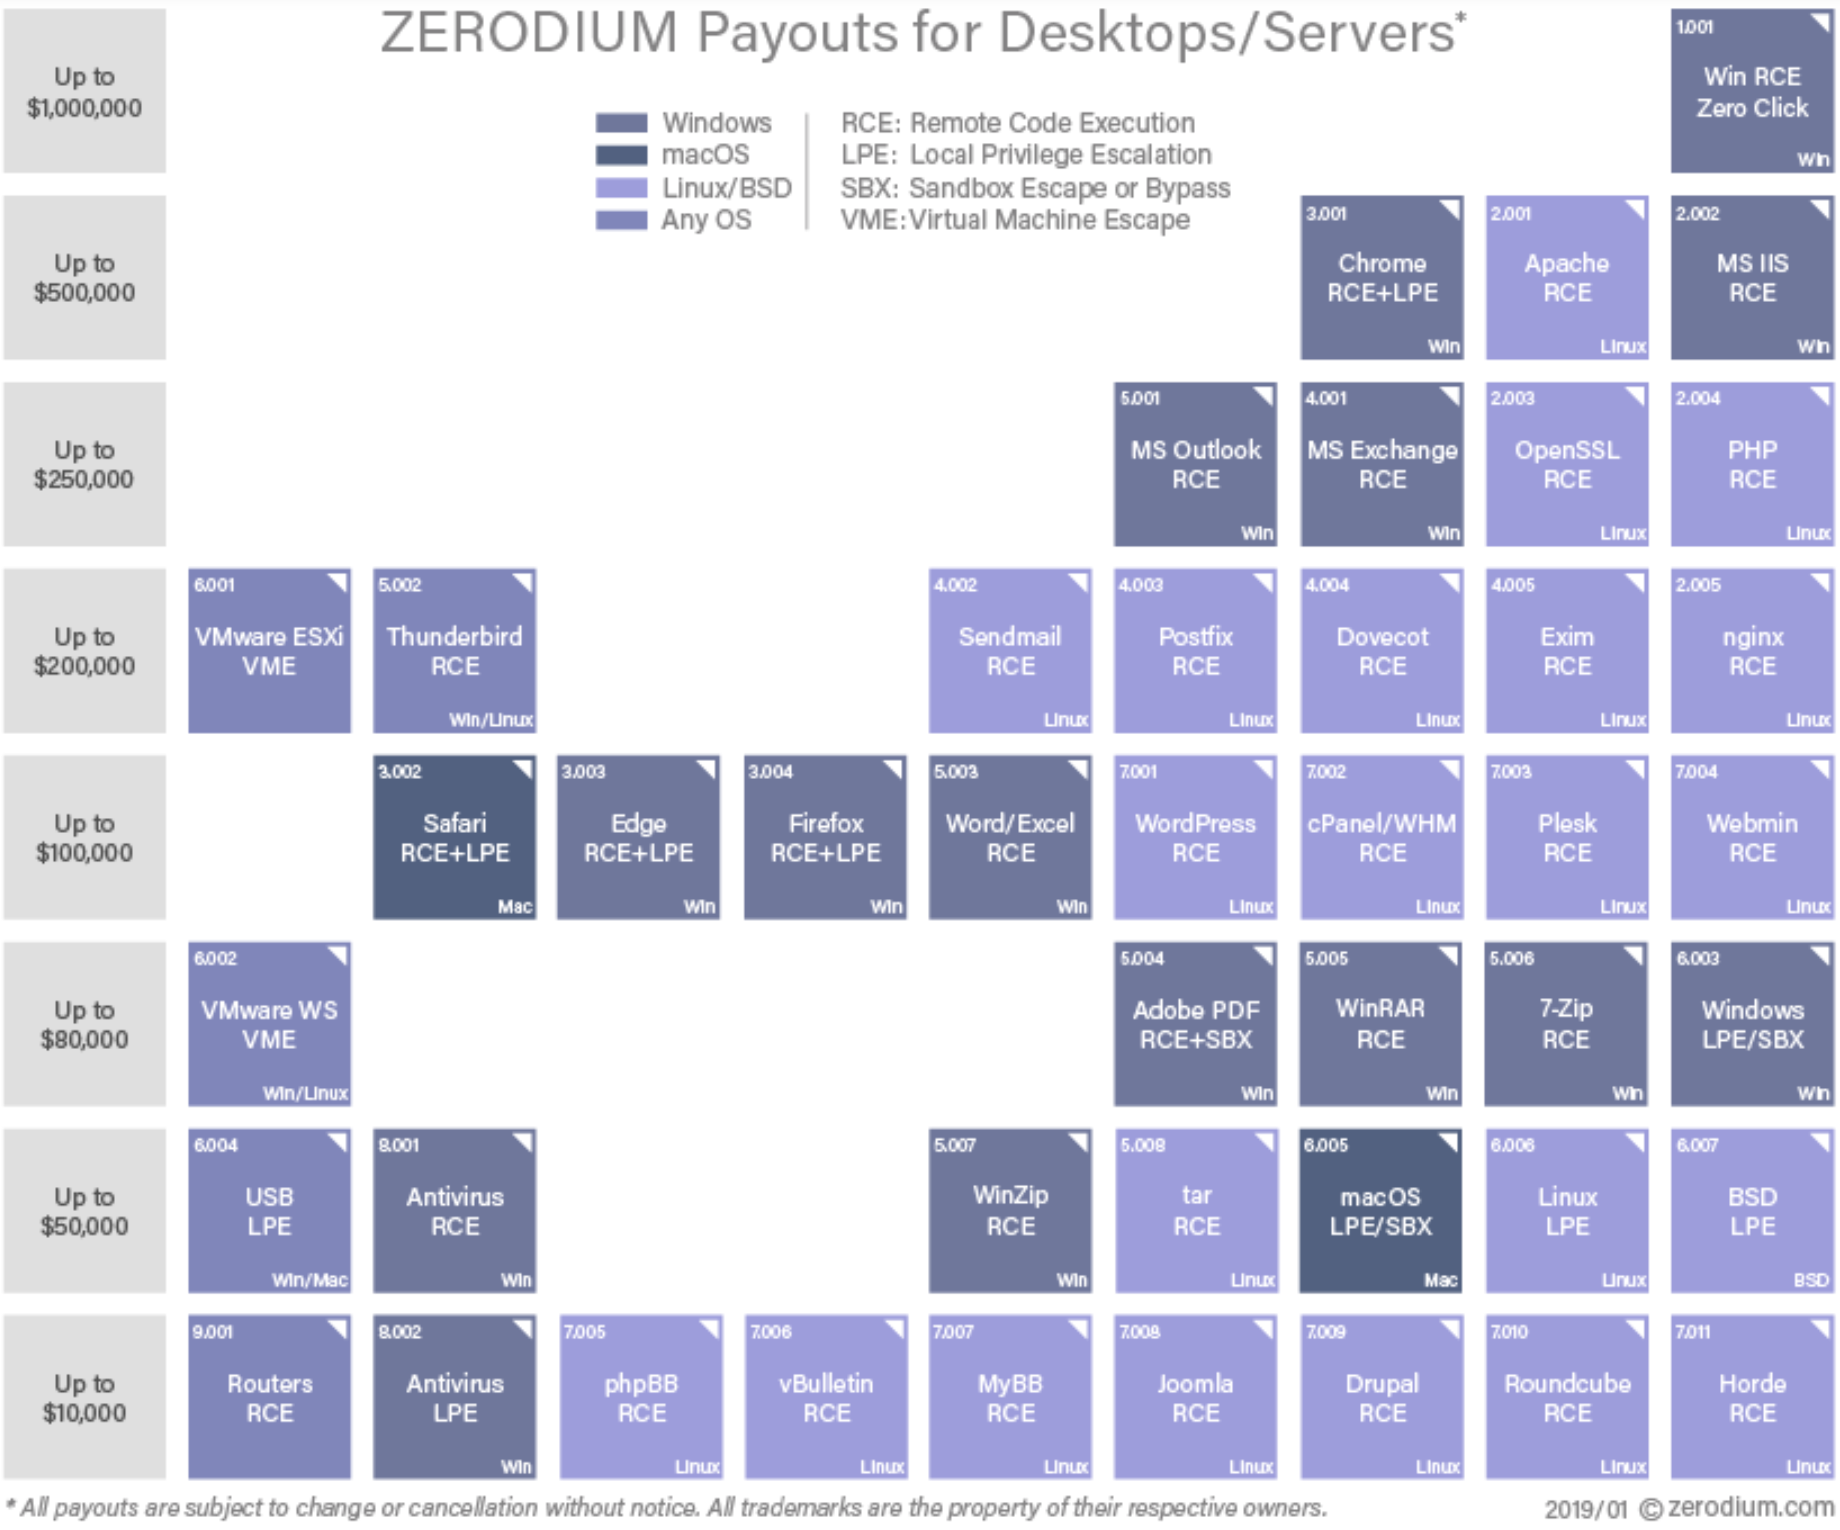 ZERODIUM Payouts for Desktops/Servers*
Windows
macOS
Linux/BSD
Any OS
RCE: Remote Code Execution
LPE: Local Privilege Escalation
SBX: Sandbox Escape or Bypass
VME: Virtual Machine Escape
Up to
$1,000,000
1.001
Win RCE
Zero Click
Win
Up to
$500,000
3.001
Chrome
RCE+LPE
Win
2.001
Apache
RCE
Linux
2.002
MS IIS
RCE
Win
Up to
$250,000
5.001
MS Outlook
RCE
Win
4.001
MS Exchange
RCE
Win
2.003
OpenSSL
RCE
Linux
2.004
PHP
RCE
Linux
Up to
$200,000
6.001
VMware ESXi
VME
5.002
Thunderbird
RCE
Win/Linux
4.002
Sendmail
RCE
Linux
4.003
Postfix
RCE
Linux
4.004
Dovecot
RCE
Linux
4.005
Exim
RCE
Linux
2.005
nginx
RCE
Linux
Up to
$100,000
3.002
Safari
RCE+LPE
Mac
3.003
Edge
RCE+LPE
Win
3.004
Firefox
RCE+LPE
Win
5.003
Word/Excel
RCE
Win
7.001
WordPress
RCE
Linux
7.002
cPanel/WHM
RCE
Linux
7.003
Plesk
RCE
Linux
7.004
Webmin
RCE
Linux
Up to
$80,000
6.002
VMware WS
VME
Win/Linux
5.004
Adobe PDF
RCE+SBX
Win
5.005
WinRAR
RCE
Win
5.006
7-Zip
RCE
Win
6.003
Windows
LPE/SBX
Win
Up to
$50,000
6.004
USB
LPE
Win/Mac
8.001
Antivirus
RCE
Win
5.007
WinZip
RCE
Win
5.008
tar
RCE
Linux
6.005
macOS
LPE/SBX
Mac
6.006
Linux
LPE
Linux
6.007
BSD
LPE
BSD
Up to
$10,000
9.001
Routers
RCE
8.002
Antivirus
LPE
Win
7.005
phpBB
RCE
Linux
7.006
vBulletin
RCE
Linux
7.007
MyBB
RCE
Linux
7.008
Joomla
RCE
Linux
7.009
Drupal
RCE
Linux
7.010
Roundcube
RCE
Linux
7.011
Horde
RCE
Linux
* All payouts are subject to change or cancellation without notice. All trademarks are the property of their respective owners.
2019/01 © zerodium.com